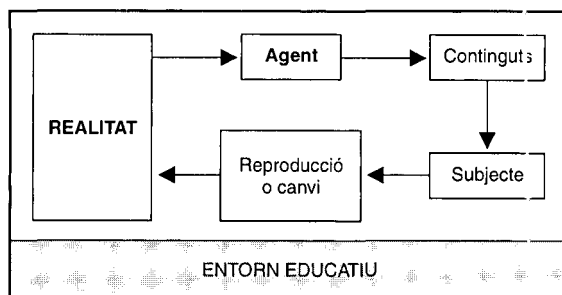 Agent
Continguts
REALITAT
Reproducció
o canvi
Subjecte
ENTORN EDUCATIU